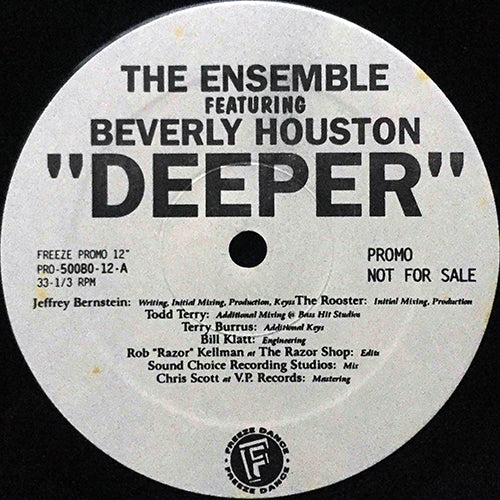 THE ENSEMBLE
FEATURING
BEVERLY HOUSTON
"DEEPER"
FREEZE PROMO 12"
PRO-50080-12-A
33-1/3 RPM
PROMO
NOT FOR SALE
Jeffrey Bernstein: Writing, Initial Mixing, Production, Keys The Rooster: Initial Mixing, Production
Todd Terry: Additional Mixing @ Bass Hit Studios
Terry Burrus: Additional Keys
Bill Klatt: Engineering
Rob "Razor" Kellman at The Razor Shop: Edits
Sound Choice Recording Studios: Mix
Chris Scott at V.P. Records: Mastering
FREEZE DANCE
F
FREEZE DANCE